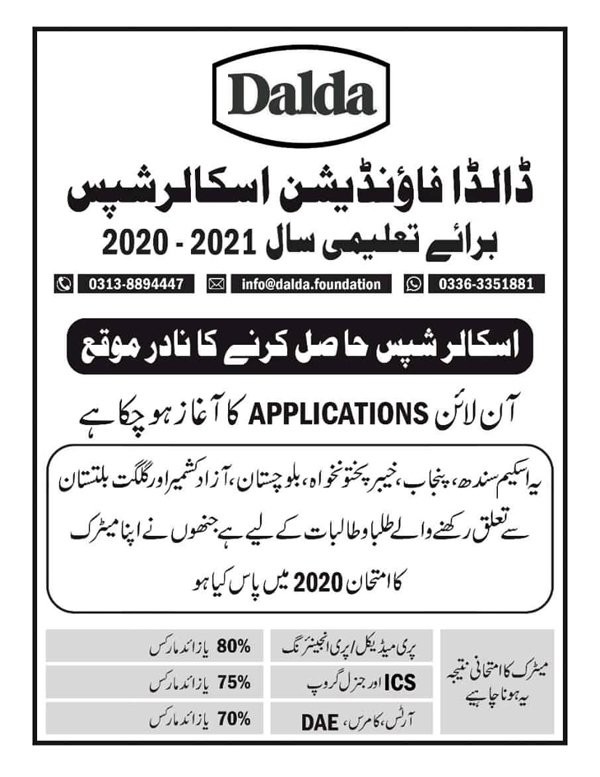 Dalda
ڈالڈا فاؤنڈیشن اسکالرشپس
برائے تعلیمی سال 2021 - 2020
0313-8894447 info@dalda.foundation 0336-3351881
اسکالرشپس حاصل کرنے کا نادر موقع
آن لائن APPLICATIONS کا آغاز ہوچکا ہے
یہ اسکیم سندھ، پنجاب، خیبر پختونخواہ، بلوچستان، آزاد کشمیر اور گلگت بلتستان
سے تعلق رکھنے والے طلبا و طالبات کے لیے ہے جنھوں نے اپنا میٹرک
کا امتحان 2020 میں پاس کیا ہو
میٹرک کا امتحانی نتیجہ
یہ ہونا چاہیے
پری میڈیکل/پری انجینئرنگ 80% یا زائد مارکس
ICS اور جنرل گروپ 75% یا زائد مارکس
آرٹس، کامرس، DAE 70% یا زائد مارکس